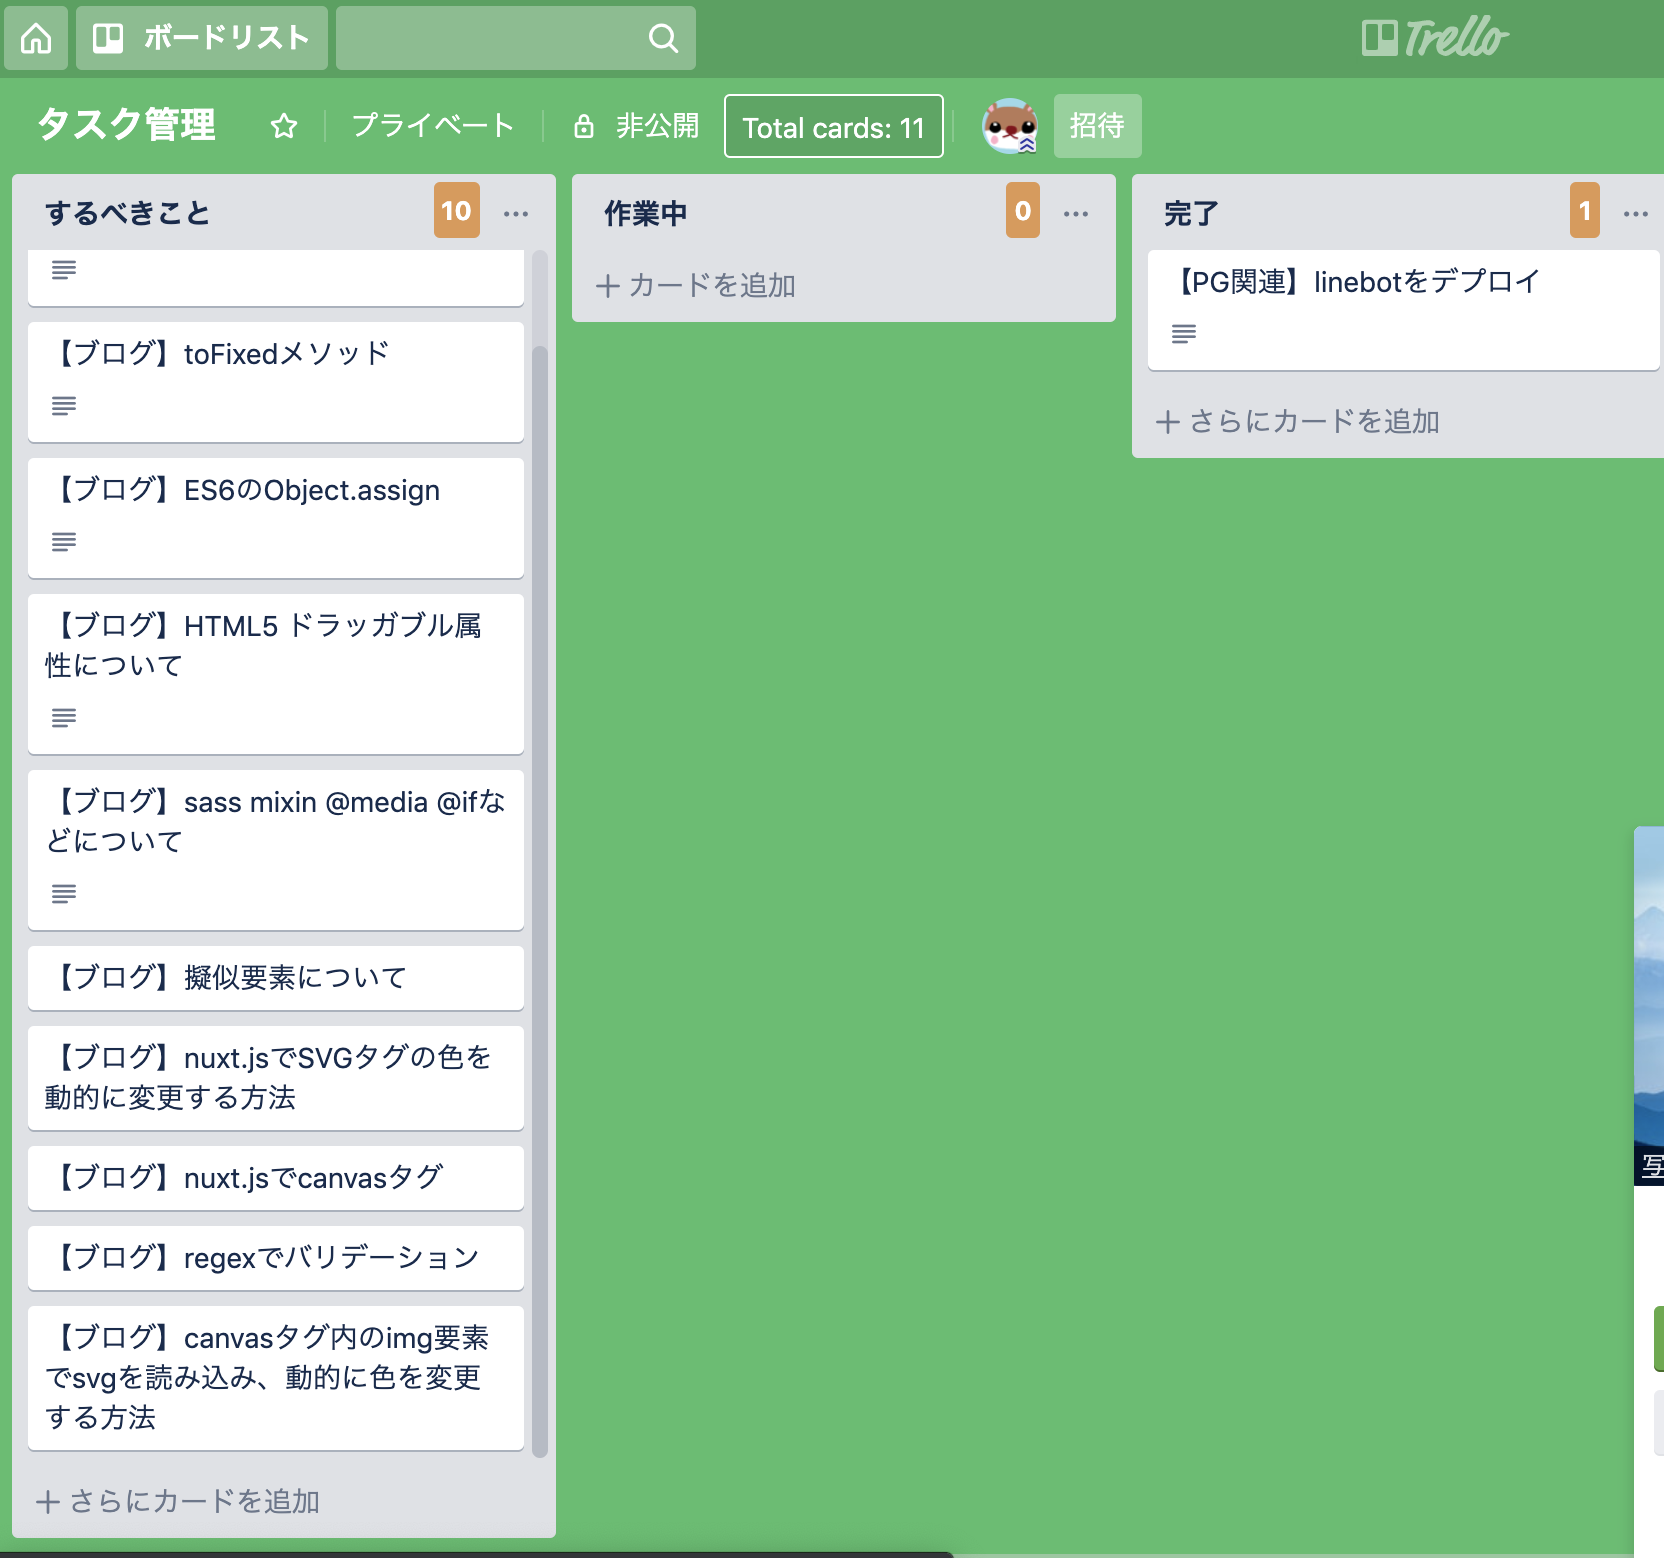 ボードリスト
Trello
タスク管理
プライベート
非公開
Total cards: 11
招待
するべきこと
10
【ブログ】toFixedメソッド
【ブログ】ES6のObject.assign
【ブログ】HTML5 ドラッガブル属
性について
【ブログ】sass mixin @media @ifな
どについて
【ブログ】擬似要素について
【ブログ】nuxt.jsでSVGタグの色を
動的に変更する方法
【ブログ】nuxt.jsでcanvasタグ
【ブログ】regexでバリデーション
【ブログ】canvasタグ内のimg要素
でsvgを読み込み、動的に色を変更
する方法
+ さらにカードを追加
作業中
0
+ カードを追加
完了
1
【PG関連】linebotをデプロイ
+ さらにカードを追加
写